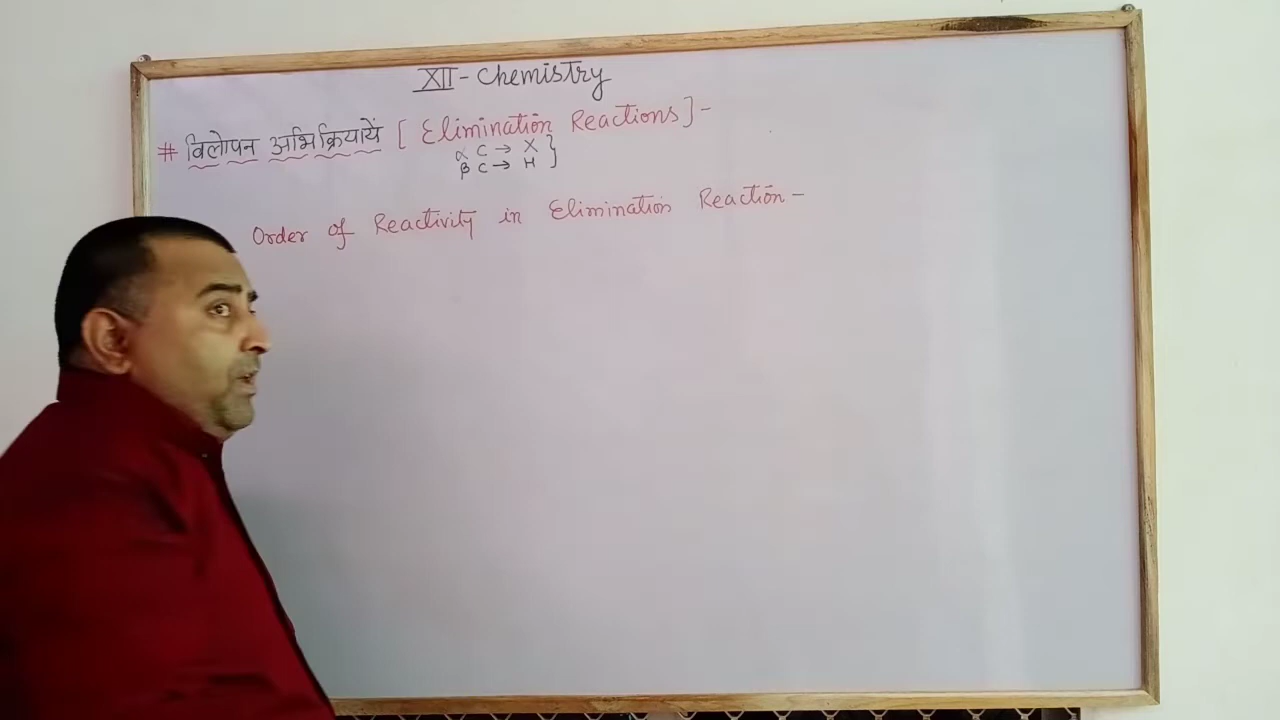 XII - Chemistry
# विलोपन अभिक्रियायें [ Elimination Reactions ] -
α C → X }
β C → H
Order of Reactivity in Elimination Reaction -